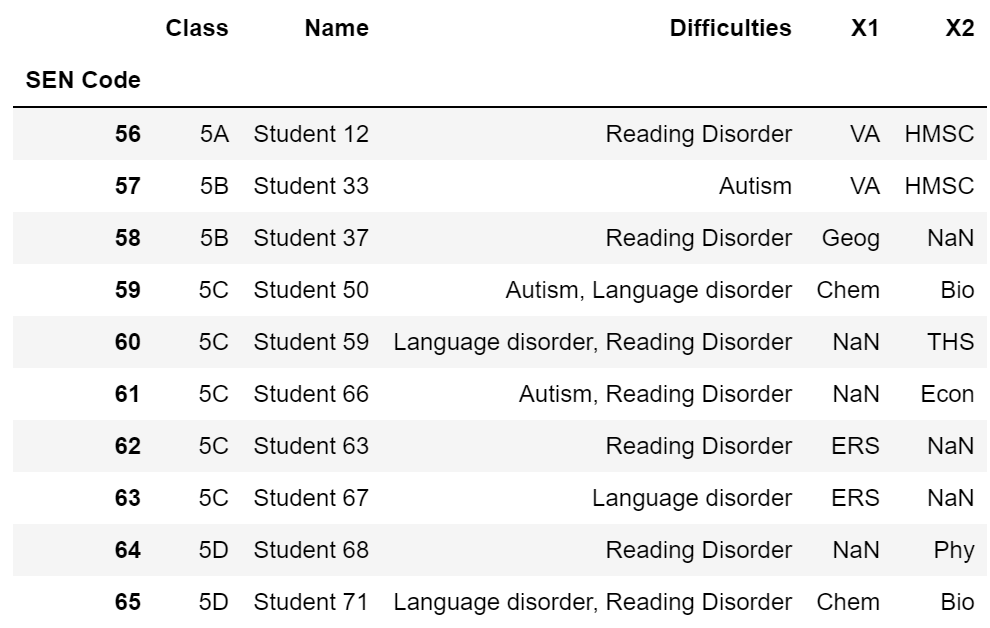 Class Name Difficulties X1 X2
SEN Code
56 5A Student 12 Reading Disorder VA HMSC
57 5B Student 33 Autism VA HMSC
58 5B Student 37 Reading Disorder Geog NaN
59 5C Student 50 Autism, Language disorder Chem Bio
60 5C Student 59 Language disorder, Reading Disorder NaN THS
61 5C Student 66 Autism, Reading Disorder NaN Econ
62 5C Student 63 Reading Disorder ERS NaN
63 5C Student 67 Language disorder ERS NaN
64 5D Student 68 Reading Disorder NaN Phy
65 5D Student 71 Language disorder, Reading Disorder Chem Bio